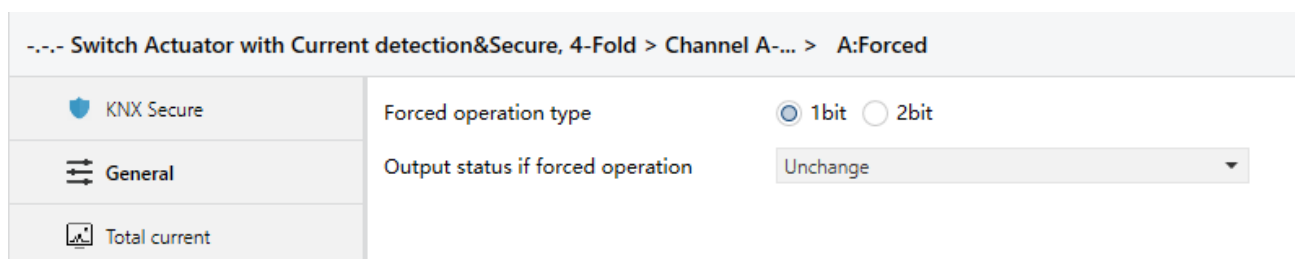 -.-.- Switch Actuator with Current detection&Secure, 4-Fold > Channel A-... > A:Forced
KNX Secure
Forced operation type 1bit 2bit
General
Output status if forced operation Unchange
Total current